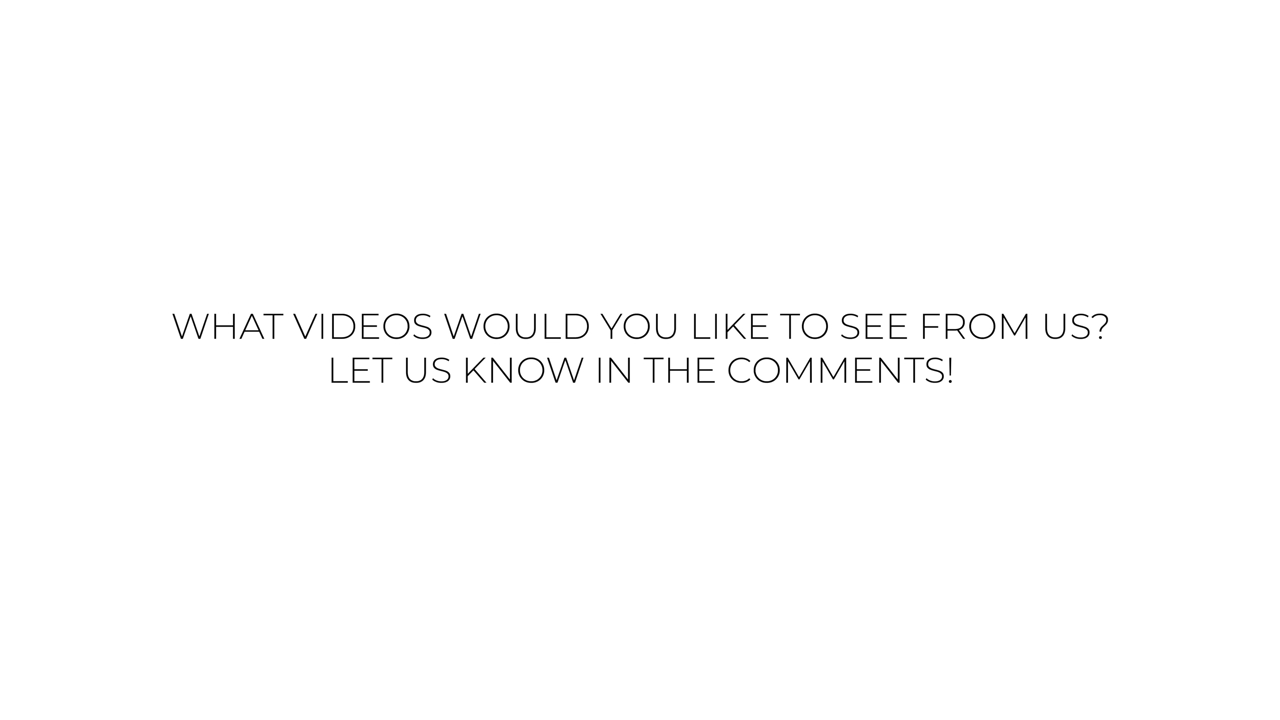 WHAT VIDEOS WOULD YOU LIKE TO SEE FROM US?
LET US KNOW IN THE COMMENTS!